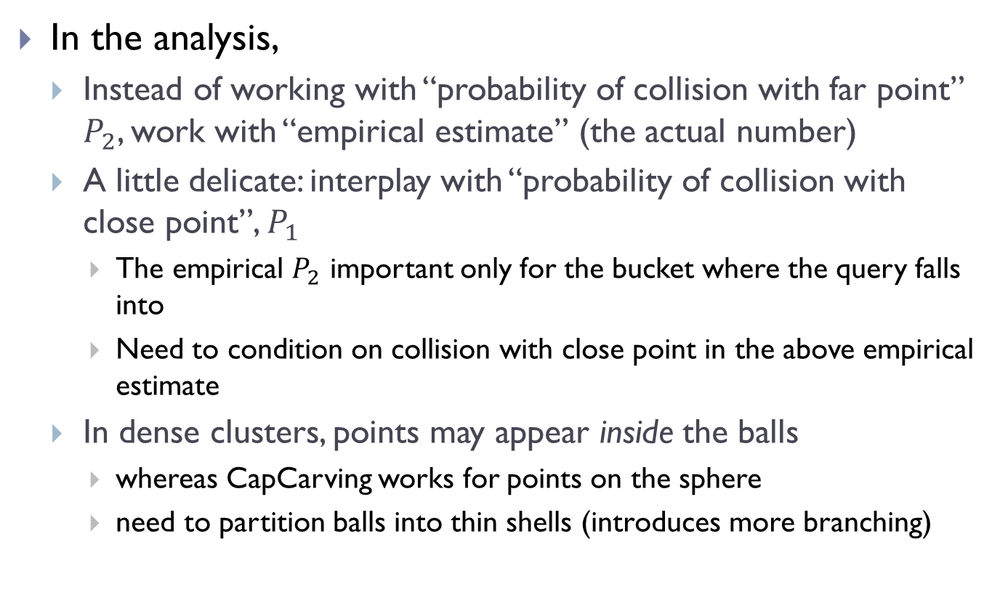 In the analysis,
Instead of working with “probability of collision with far point”
P₂, work with “empirical estimate” (the actual number)
A little delicate: interplay with “probability of collision with
close point”, P₁
The empirical P₂ important only for the bucket where the query falls
into
Need to condition on collision with close point in the above empirical
estimate
In dense clusters, points may appear inside the balls
whereas CapCarving works for points on the sphere
need to partition balls into thin shells (introduces more branching)